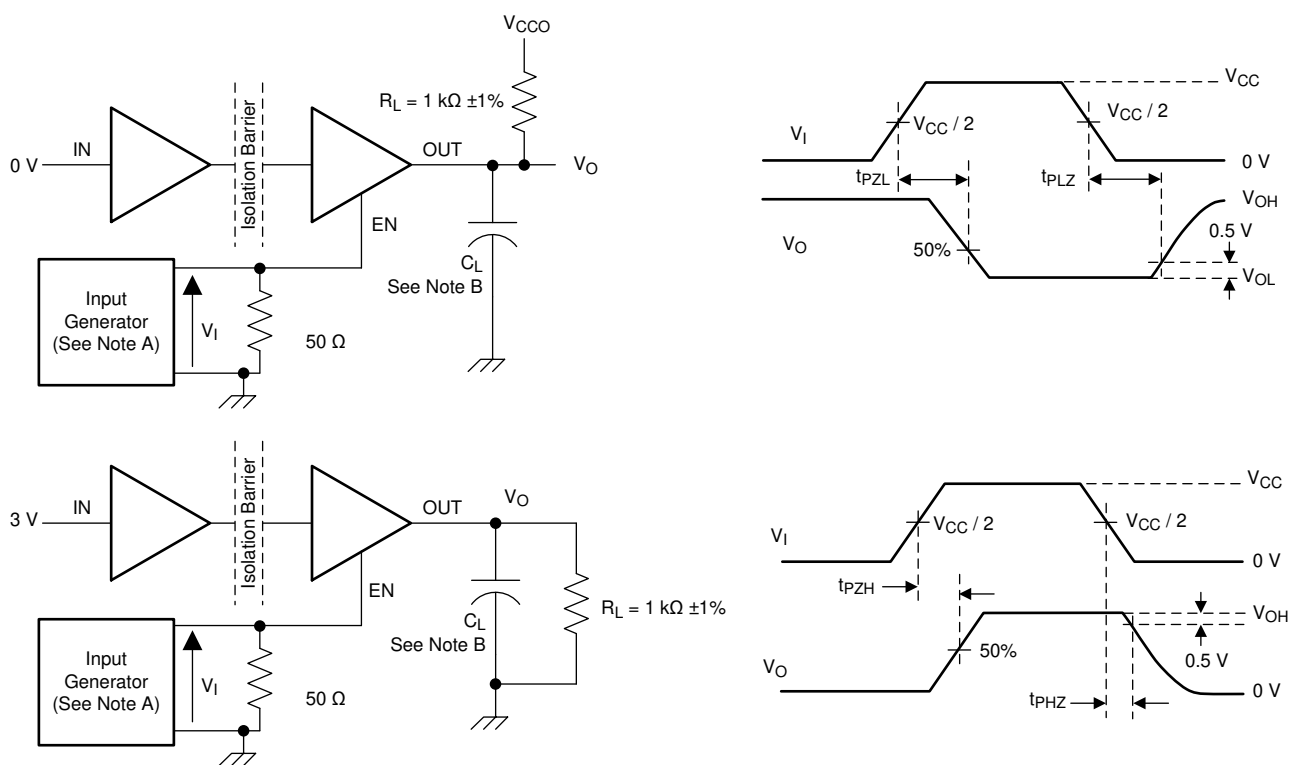 VCCO
RL = 1 kΩ ±1%
IN
Isolation Barrier
OUT
0 V
VO
EN
CL
See Note B
Input
Generator
(See Note A)
VI
50 Ω
VCC
VCC / 2
VCC / 2
VI
0 V
tPZL
tPLZ
VOH
0.5 V
VO
50%
VOL
IN
Isolation Barrier
OUT
VO
3 V
EN
CL
See Note B
RL = 1 kΩ ±1%
Input
Generator
(See Note A)
VI
50 Ω
VCC
VI
VCC / 2
VCC / 2
0 V
tPZH
VOH
50%
0.5 V
VO
tPHZ
0 V